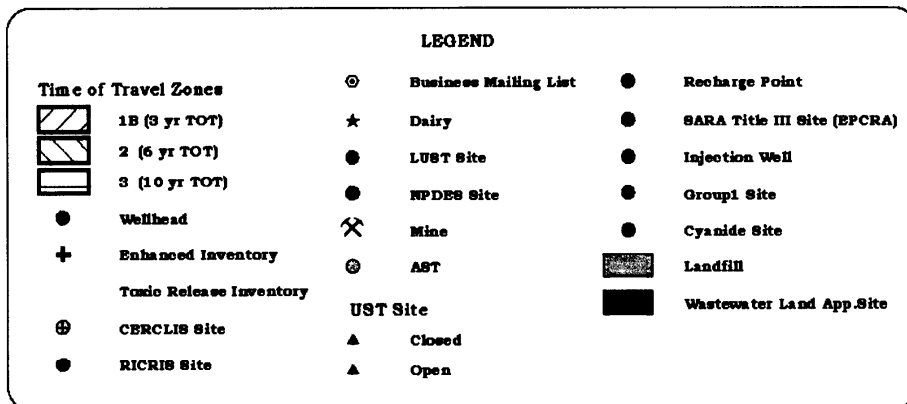 LEGEND
Time of Travel Zones
1B (3 yr TOT)
2 (6 yr TOT)
3 (10 yr TOT)
Wellhead
Enhanced Inventory
Toxic Release Inventory
CERCLIS Site
RICRIS Site
Business Mailing List
Dairy
LUST Site
NPDES Site
Mine
AST
UST Site
Closed
Open
Recharge Point
SARA Title III Site (EPCRA)
Injection Well
Group1 Site
Cyanide Site
Landfill
Wastewater Land App.Site